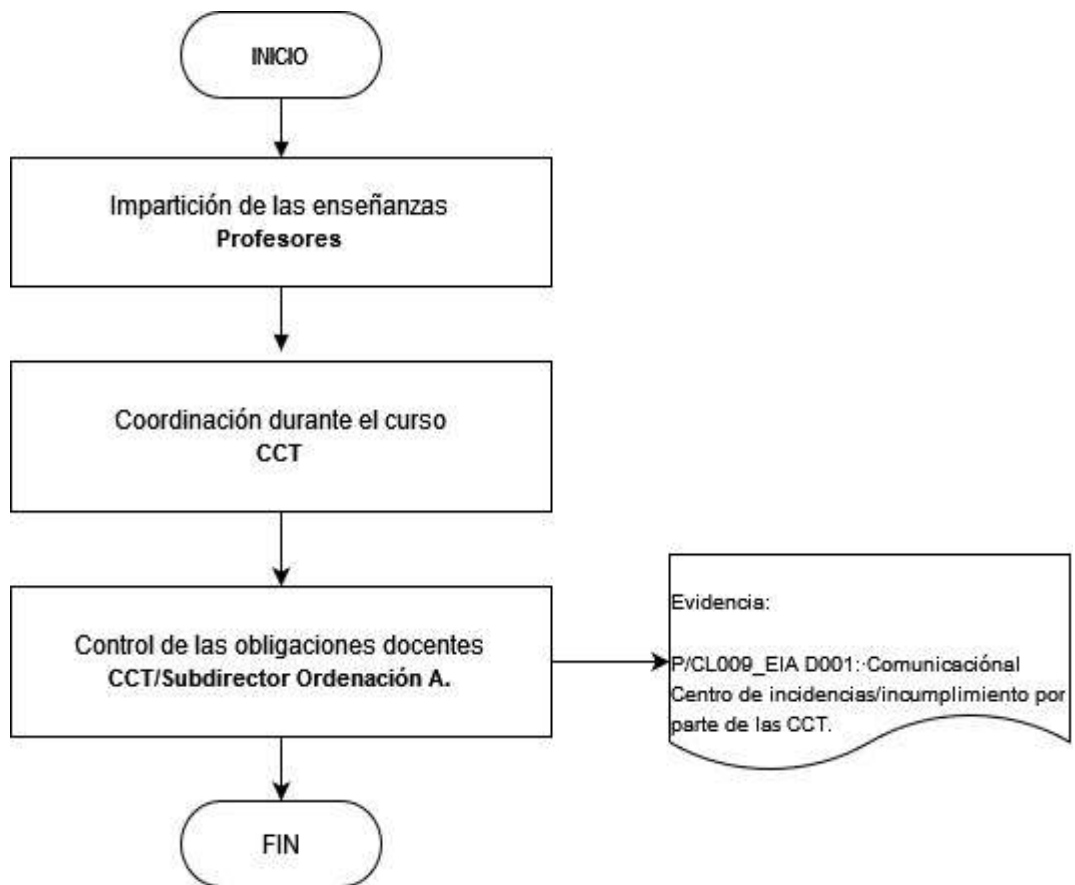 INICIO
Impartición de las enseñanzas
Profesores
Coordinación durante el curso
CCT
Control de las obligaciones docentes
CCT/Subdirector Ordenación A.
Evidencia:
P/CL009_EIA D001:·Comunicaciónal
Centro de incidencias/incumplimiento por
parte de las CCT.
FIN